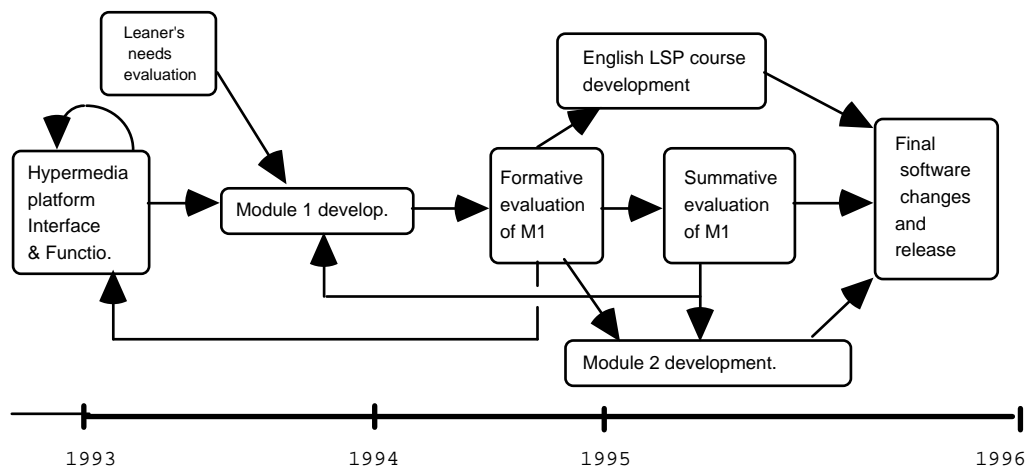 Leaner's
needs
evaluation
English LSP course
development
Hypermedia
platform
Interface
& Functio.
Module 1 develop.
Formative
evaluation
of M1
Summative
evaluation
of M1
Final
software
changes
and
release
Module 2 development.
1993
1994
1995
1996